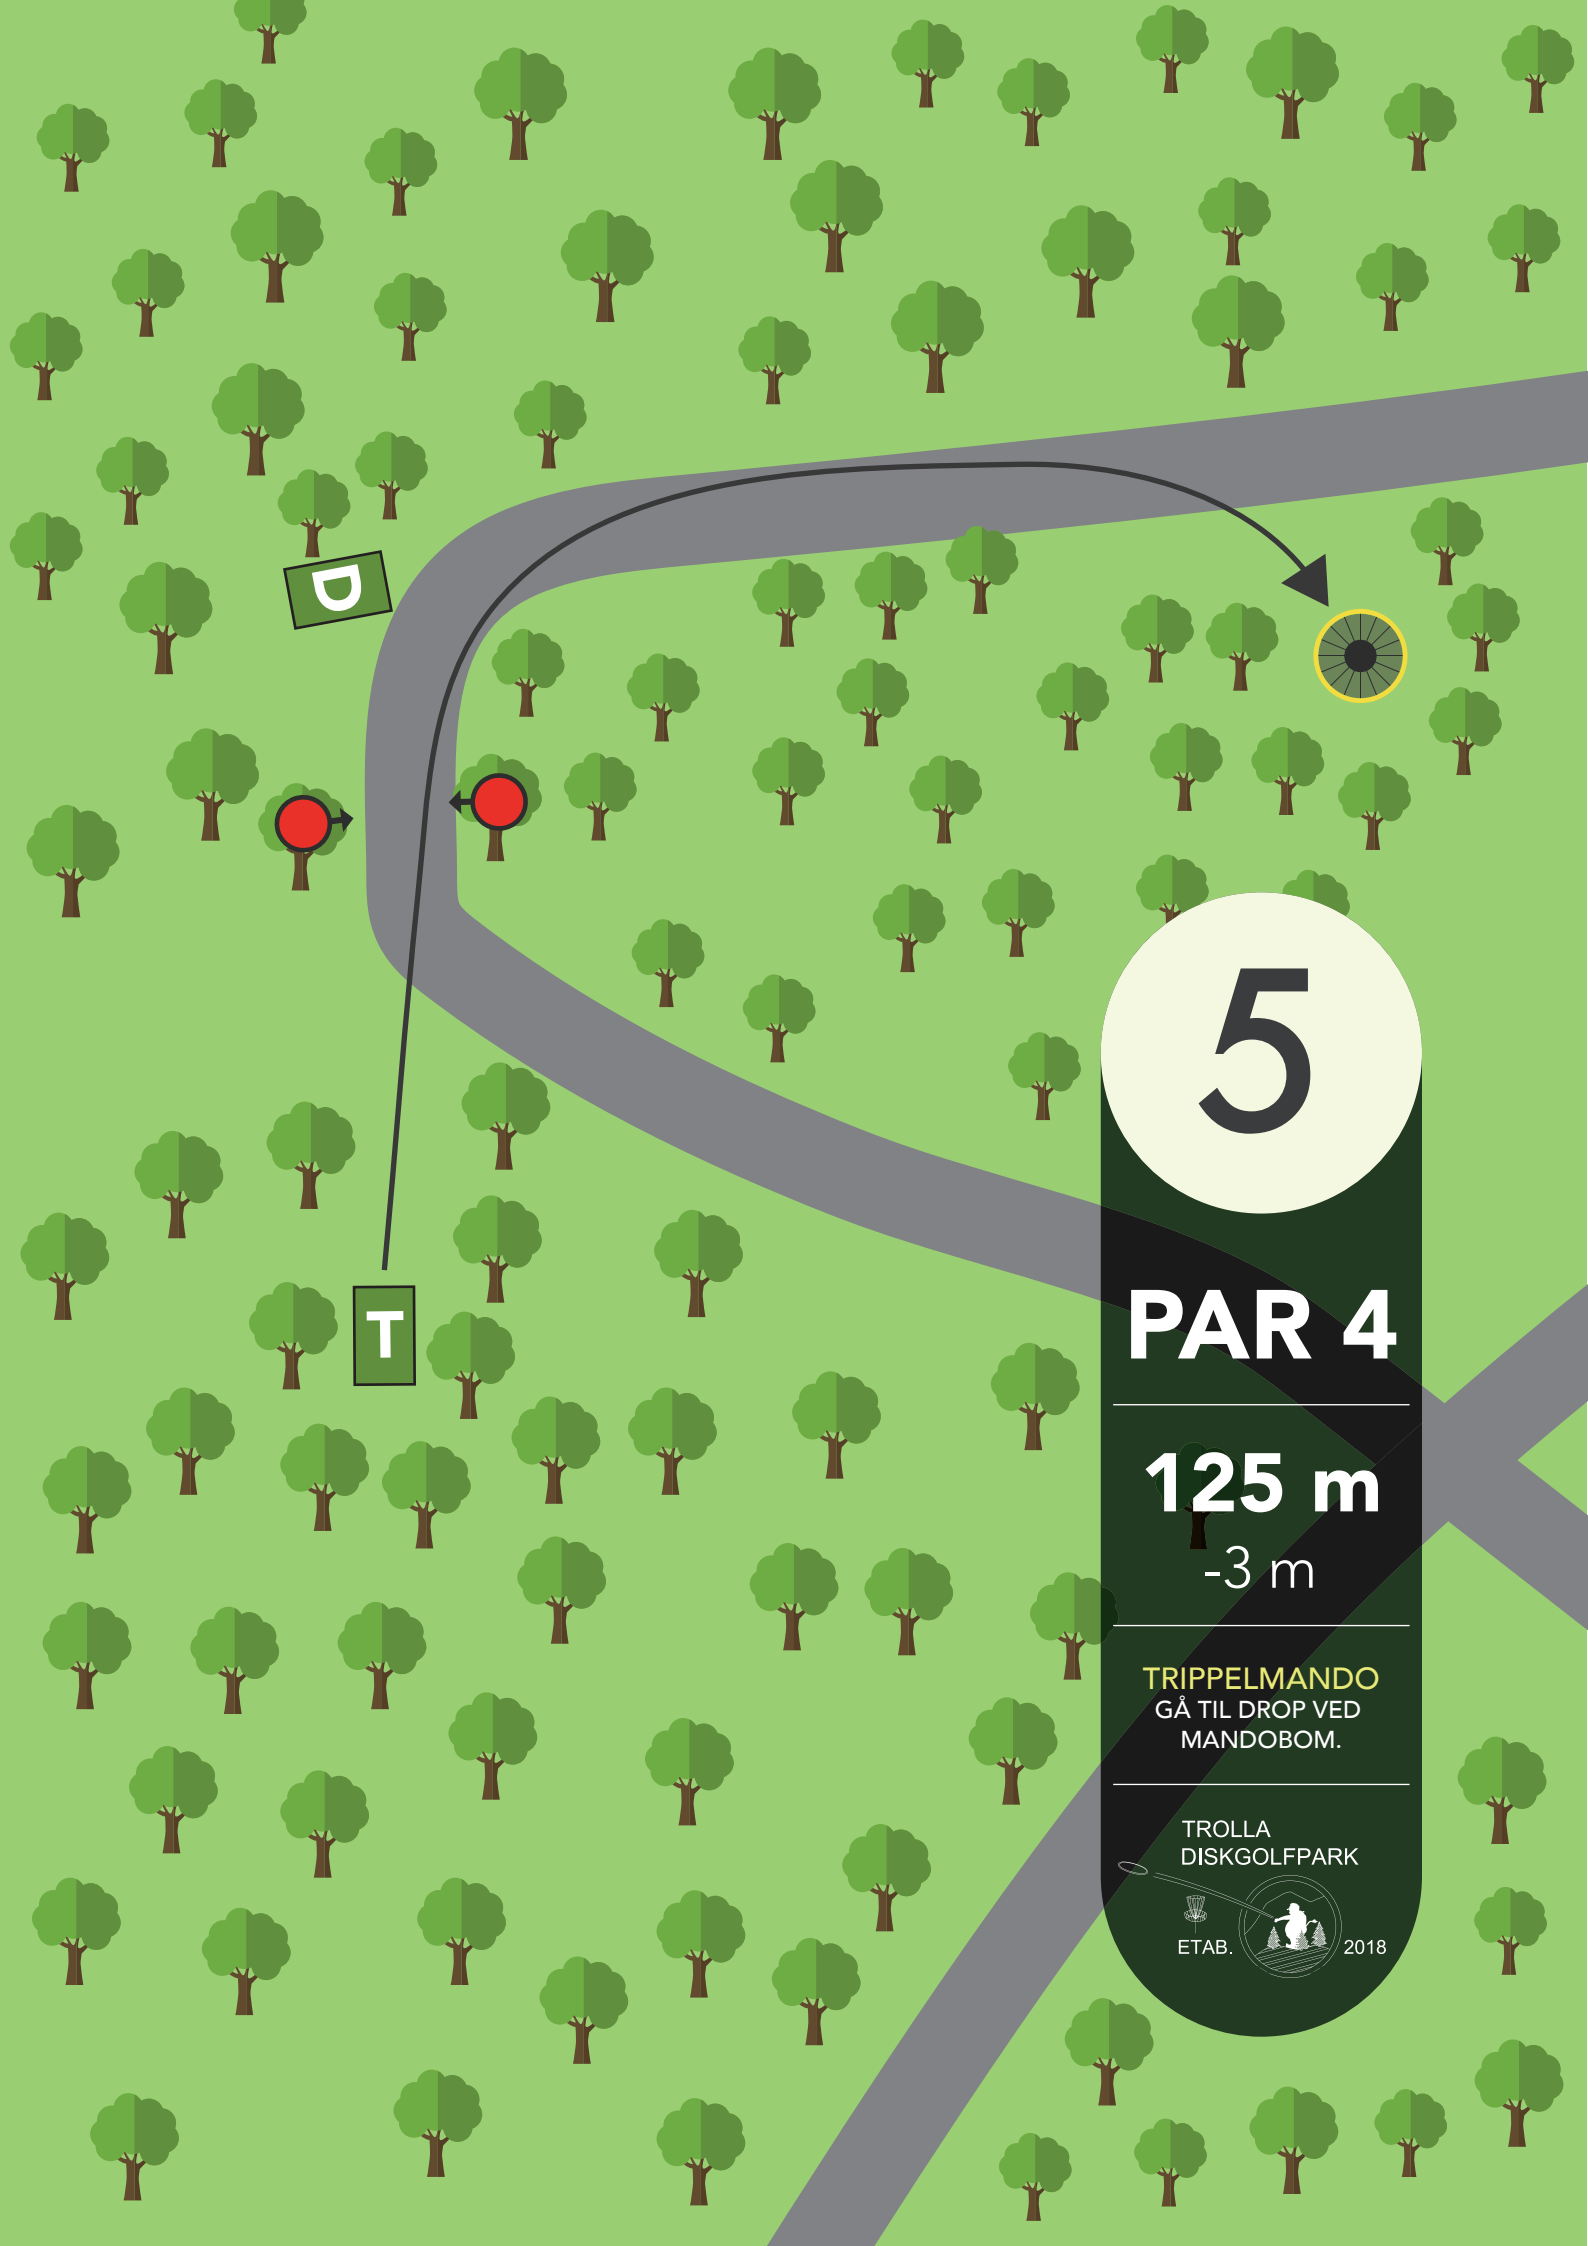 D
T
5
PAR 4
125 m
-3 m
TRIPPELMANDO
GÅ TIL DROP VED
MANDOBOM.
TROLLA
DISKGOLFPARK
ETAB. 2018